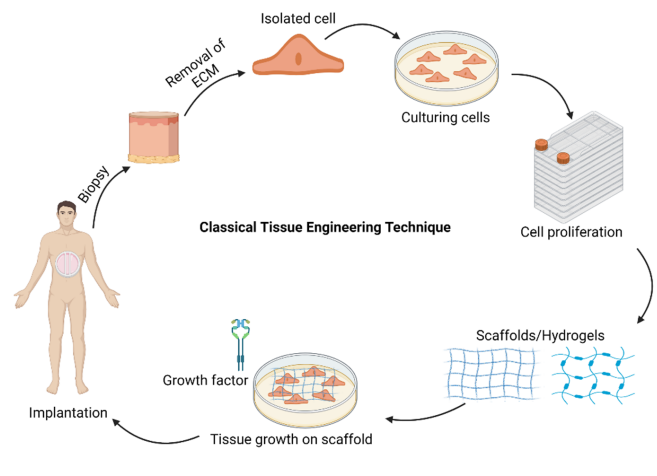 Isolated cell
Removal of
ECM
Culturing cells
Biopsy
Classical Tissue Engineering Technique
Cell proliferation
Scaffolds/Hydrogels
Growth factor
Implantation
Tissue growth on scaffold